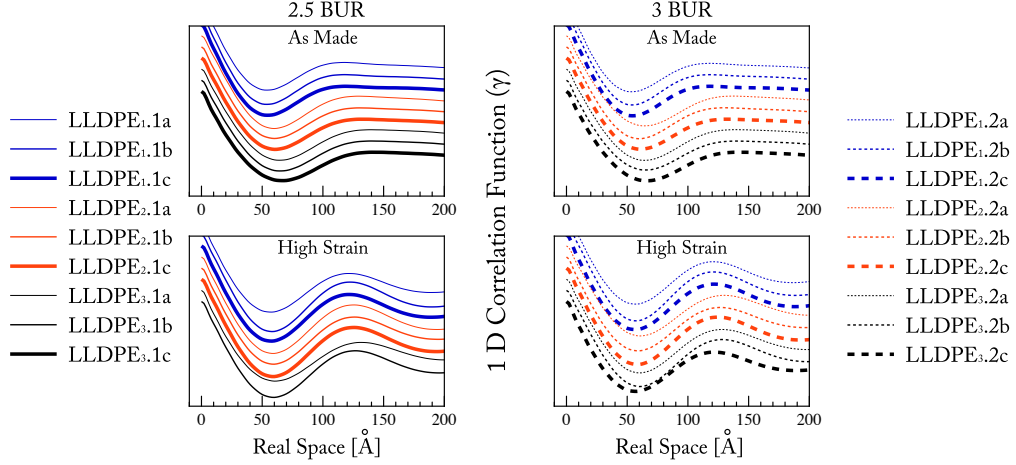 2.5 BUR
3 BUR
As Made
As Made
0
50
100
150
200
0
50
100
150
200
LLDPE₁.1a
LLDPE₁.1b
LLDPE₁.1c
LLDPE₂.1a
LLDPE₂.1b
LLDPE₂.1c
LLDPE₃.1a
LLDPE₃.1b
LLDPE₃.1c
1D Correlation Function (γ)
LLDPE₁.2a
LLDPE₁.2b
LLDPE₁.2c
LLDPE₂.2a
LLDPE₂.2b
LLDPE₂.2c
LLDPE₃.2a
LLDPE₃.2b
LLDPE₃.2c
High Strain
High Strain
0
50
100
150
200
0
50
100
150
200
Real Space [Å]
Real Space [Å]